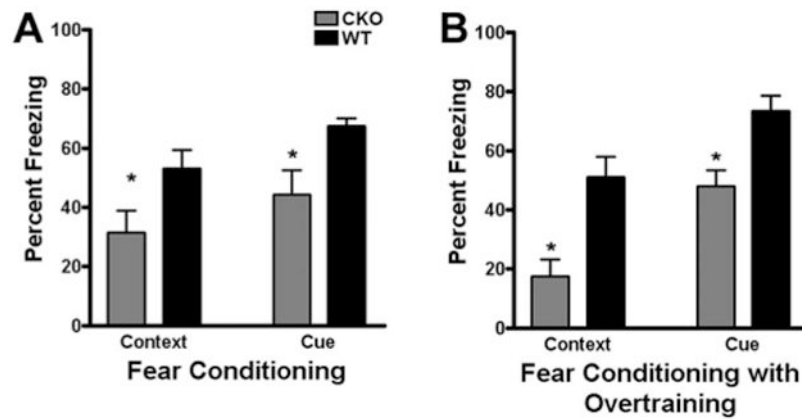 A
CKO
WT
Percent Freezing
100
80
60
40
20
0
*
*
Context
Cue
Fear Conditioning
B
Percent Freezing
100
80
60
40
20
0
*
*
Context
Cue
Fear Conditioning with
Overtraining